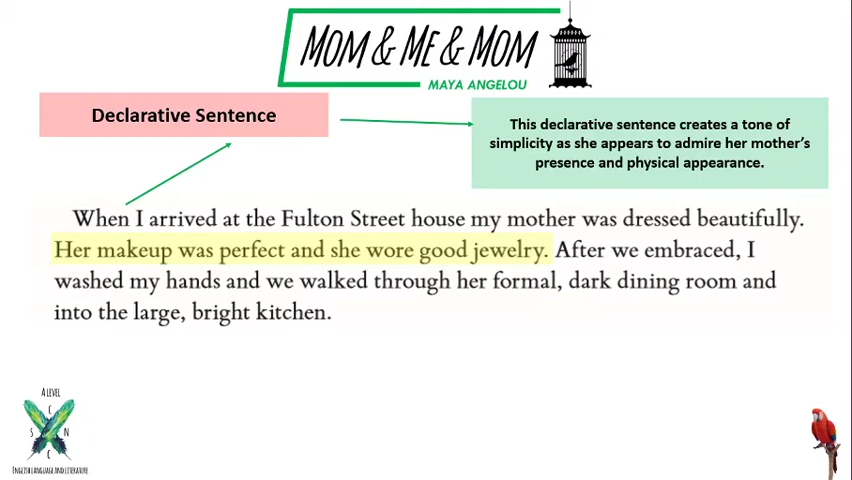 MOM & ME & MOM
MAYA ANGELOU
Declarative Sentence
This declarative sentence creates a tone of
simplicity as she appears to admire her mother's
presence and physical appearance.
When I arrived at the Fulton Street house my mother was dressed beautifully.
Her makeup was perfect and she wore good jewelry. After we embraced, I
washed my hands and we walked through her formal, dark dining room and
into the large, bright kitchen.
A LEVEL
C
S N
C
ENGLISH LANGUAGE AND LITERATURE